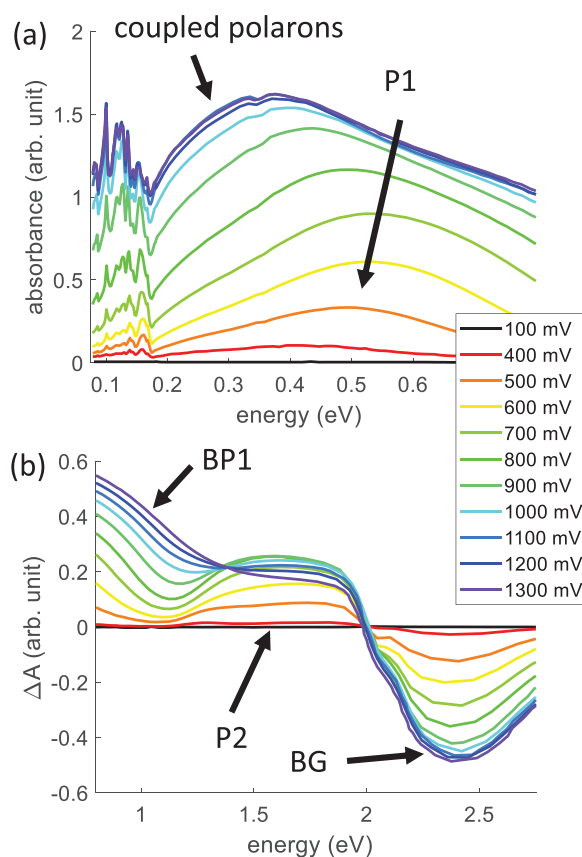 (a)
coupled polarons
P1
absorbance (arb. unit)
2
1.5
1
0.5
0
0.1 0.2 0.3 0.4 0.5 0.6
energy (eV)
100 mV
400 mV
500 mV
600 mV
700 mV
800 mV
900 mV
1000 mV
1100 mV
1200 mV
1300 mV
(b)
BP1
ΔA (arb. unit)
0.6
0.4
0.2
0
-0.2
-0.4
-0.6
P2
BG
1 1.5 2 2.5
energy (eV)